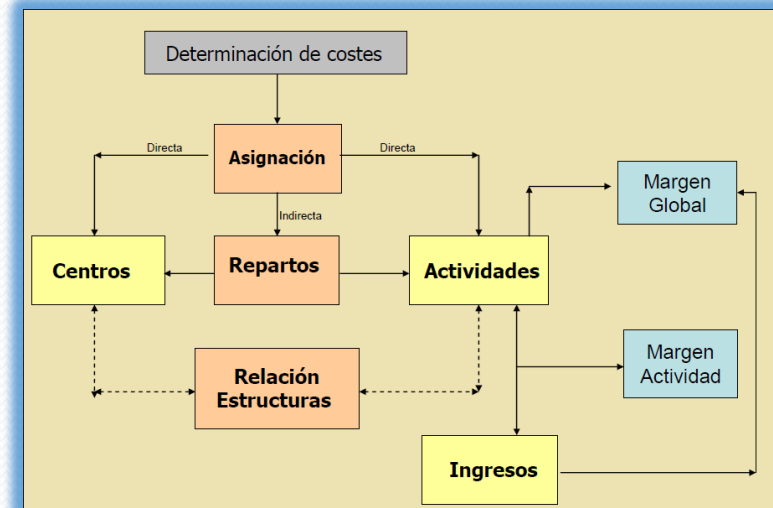 Determinación de costes
Directa
Asignación
Directa
Indirecta
Margen
Global
Centros
Repartos
Actividades
Relación
Estructuras
Margen
Actividad
Ingresos